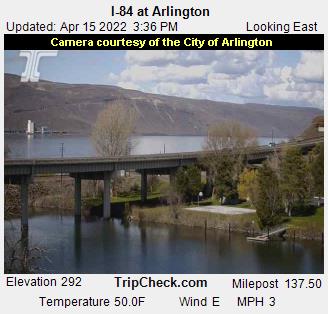 I-84 at Arlington
Updated: Apr 15 2022 3:36 PM Looking East
Camera courtesy of the City of Arlington
Elevation 292 TripCheck.com Milepost 137.50
Temperature 50.0F Wind E MPH 3